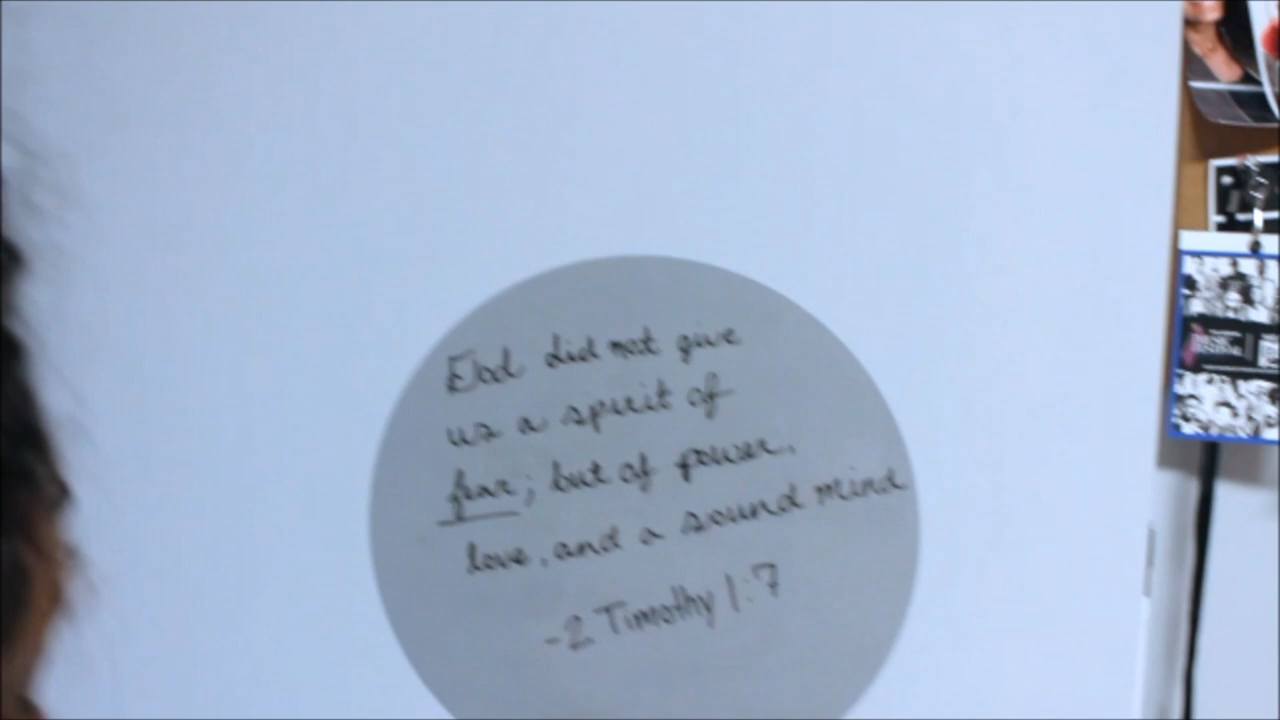 God did not give
us a spirit of
fear; but of power,
love, and a sound mind
-2 Timothy 1:7